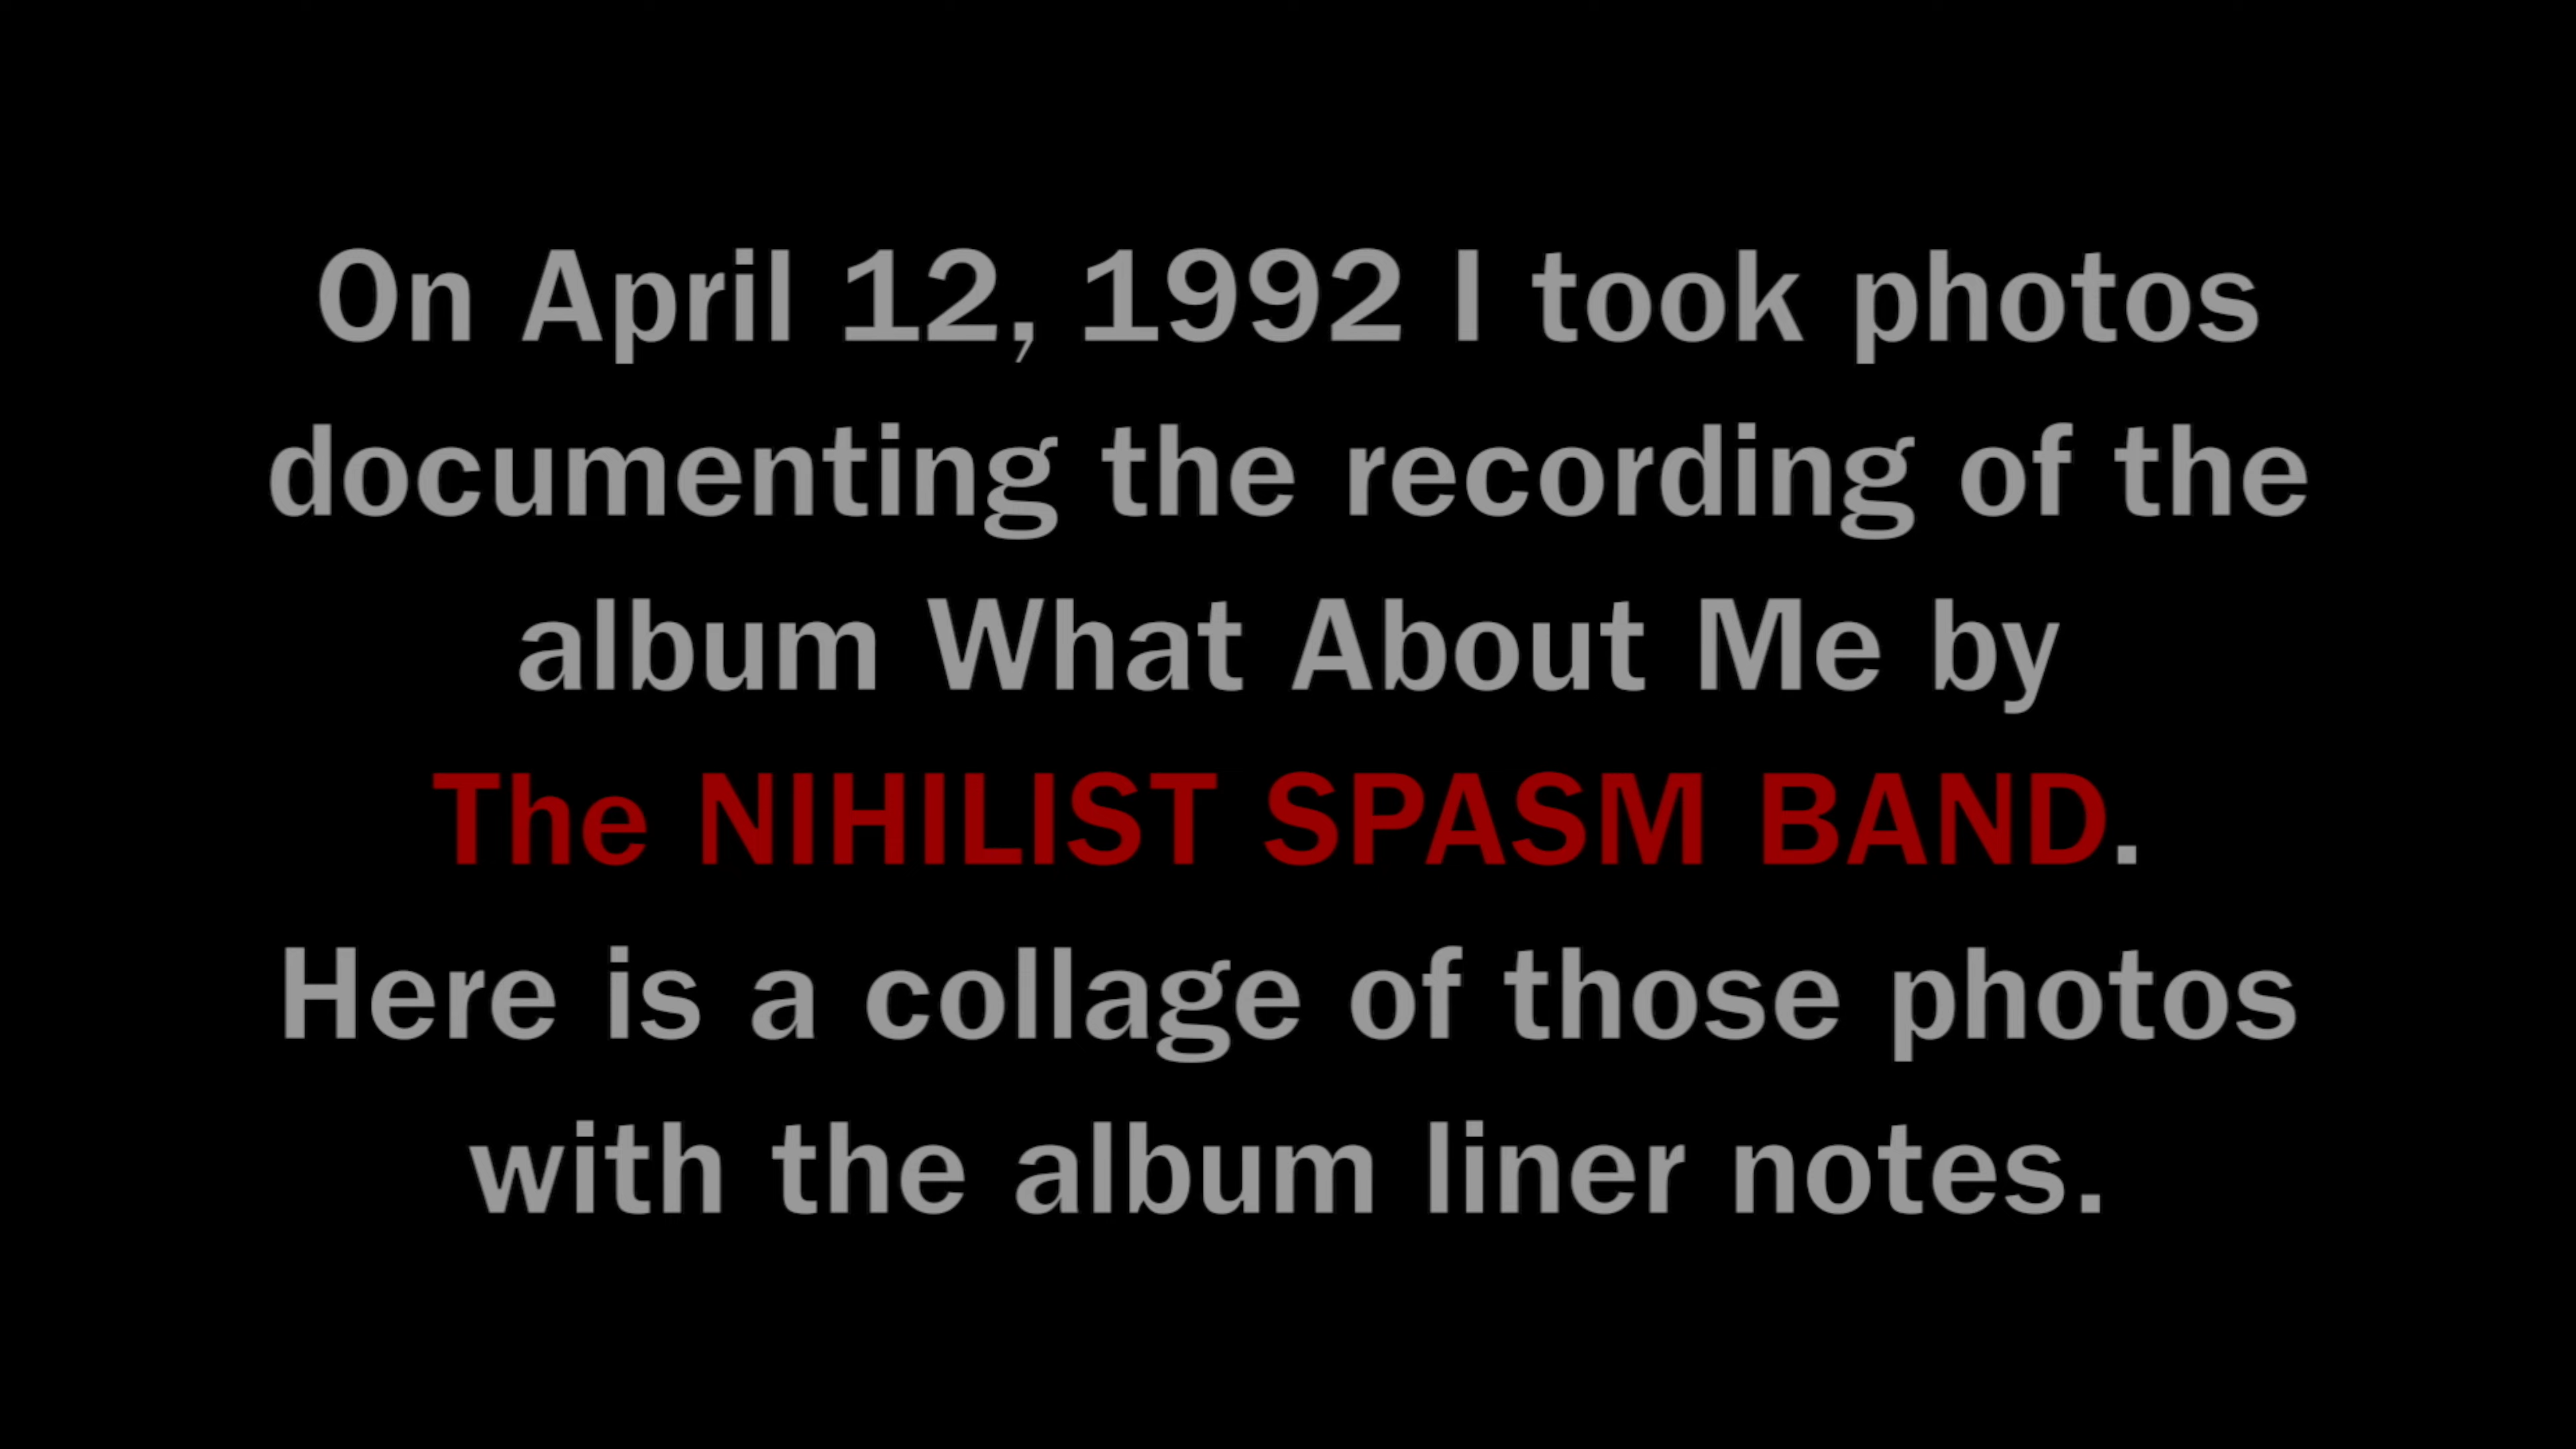 On April 12, 1992 I took photos
documenting the recording of the
album What About Me by
The NIHILIST SPASM BAND.
Here is a collage of those photos
with the album liner notes.